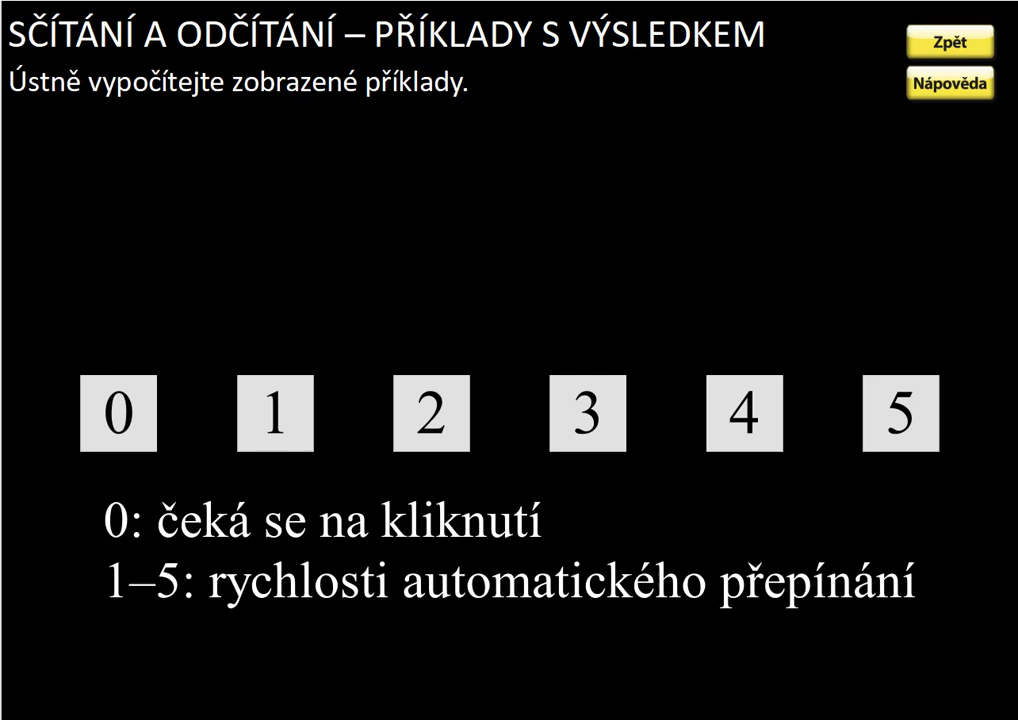 SČÍTÁNÍ A ODČÍTÁNÍ – PŘÍKLADY S VÝSLEDKEM
Zpět
Ústně vypočítejte zobrazené příklady.
Nápověda
0 1 2 3 4 5
0: čeká se na kliknutí
1–5: rychlosti automatického přepínání